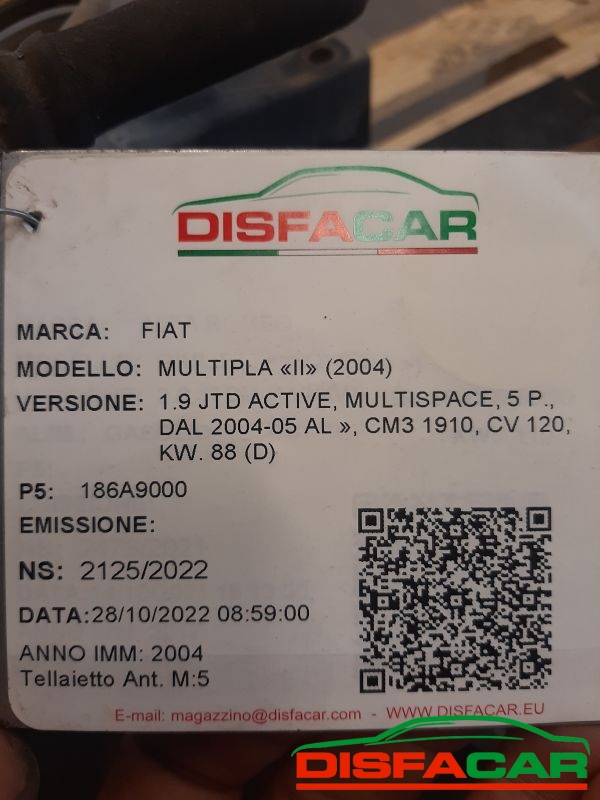 DISFACAR
MARCA: FIAT
MODELLO: MULTIPLA «II» (2004)
VERSIONE: 1.9 JTD ACTIVE, MULTISPACE, 5 P.,
DAL 2004-05 AL », CM3 1910, CV 120,
KW. 88 (D)
P5: 186A9000
EMISSIONE:
NS: 2125/2022
DATA:28/10/2022 08:59:00
ANNO IMM: 2004
Tellaietto Ant. M:5
E-mail: magazzino@disfacar.com - WWW.DISFACAR.EU
DISFACAR